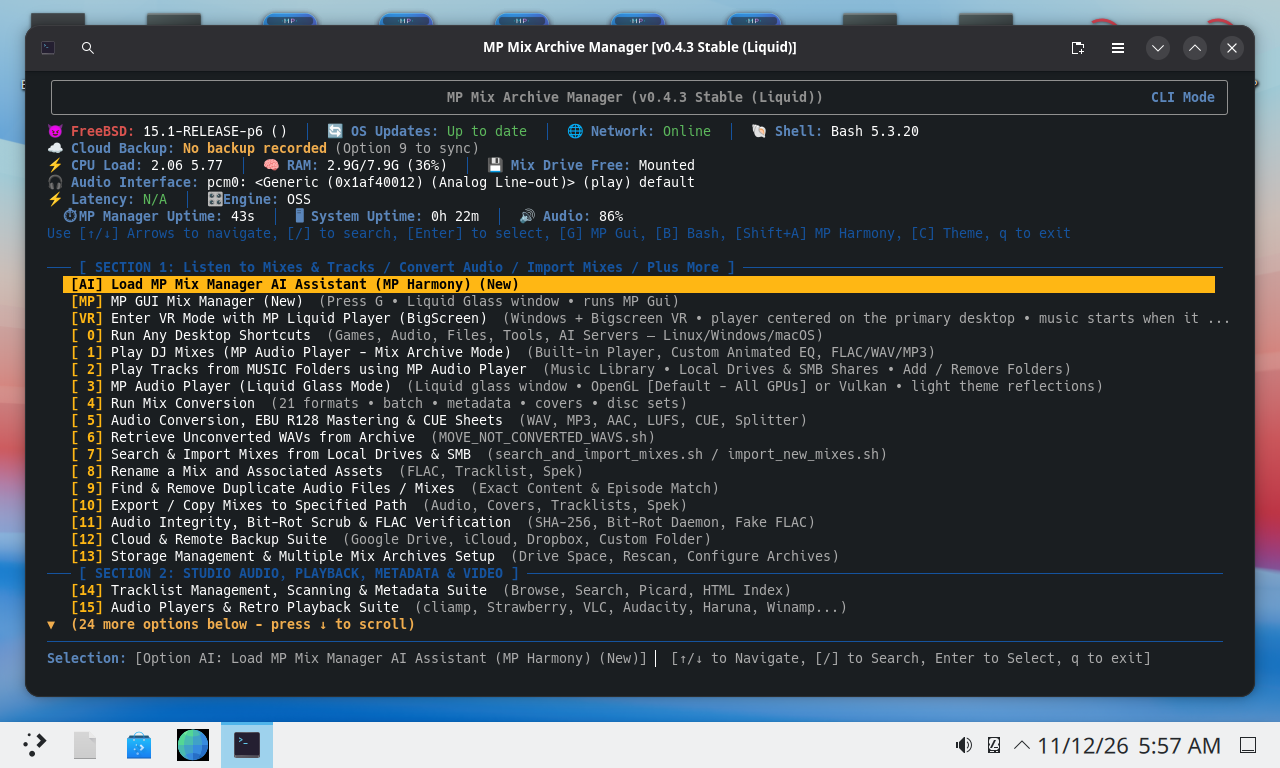 MP Mix Archive Manager [v0.4.3 Stable (Liquid)]
MP Mix Archive Manager (v0.4.3 Stable (Liquid)) CLI Mode
FreeBSD: 15.1-RELEASE-p6 () │ OS Updates: Up to date │ Network: Online │ Shell: Bash 5.3.20
Cloud Backup: No backup recorded (Option 9 to sync)
CPU Load: 2.06 5.77 │ RAM: 2.9G/7.9G (36%) │ Mix Drive Free: Mounted
Audio Interface: pcm0: <Generic (0x1af40012) (Analog Line-out)> (play) default
Latency: N/A │ Engine: OSS
MP Manager Uptime: 43s │ System Uptime: 0h 22m │ Audio: 86%
Use [↑/↓] Arrows to navigate, [/] to search, [Enter] to select, [G] MP Gui, [B] Bash, [Shift+A] MP Harmony, [C] Theme, q to exit
[ SECTION 1: Listen to Mixes & Tracks / Convert Audio / Import Mixes / Plus More ]
[AI] Load MP Mix Manager AI Assistant (MP Harmony) (New)
[MP] MP GUI Mix Manager (New) (Press G • Liquid Glass window • runs MP Gui)
[VR] Enter VR Mode with MP Liquid Player (BigScreen) (Windows + Bigscreen VR • player centered on the primary desktop • music starts when it ...
[ 0] Run Any Desktop Shortcuts (Games, Audio, Files, Tools, AI Servers — Linux/Windows/macOS)
[ 1] Play DJ Mixes (MP Audio Player - Mix Archive Mode) (Built-in Player, Custom Animated EQ, FLAC/WAV/MP3)
[ 2] Play Tracks from MUSIC Folders using MP Audio Player (Music Library • Local Drives & SMB Shares • Add / Remove Folders)
[ 3] MP Audio Player (Liquid Glass Mode) (Liquid glass window • OpenGL [Default - All GPUs] or Vulkan • light theme reflections)
[ 4] Run Mix Conversion (21 formats • batch • metadata • covers • disc sets)
[ 5] Audio Conversion, EBU R128 Mastering & CUE Sheets (WAV, MP3, AAC, LUFS, CUE, Splitter)
[ 6] Retrieve Unconverted WAVs from Archive (MOVE_NOT_CONVERTED_WAVS.sh)
[ 7] Search & Import Mixes from Local Drives & SMB (search_and_import_mixes.sh / import_new_mixes.sh)
[ 8] Rename a Mix and Associated Assets (FLAC, Tracklist, Spek)
[ 9] Find & Remove Duplicate Audio Files / Mixes (Exact Content & Episode Match)
[10] Export / Copy Mixes to Specified Path (Audio, Covers, Tracklists, Spek)
[11] Audio Integrity, Bit-Rot Scrub & FLAC Verification (SHA-256, Bit-Rot Daemon, Fake FLAC)
[12] Cloud & Remote Backup Suite (Google Drive, iCloud, Dropbox, Custom Folder)
[13] Storage Management & Multiple Mix Archives Setup (Drive Space, Rescan, Configure Archives)
[ SECTION 2: STUDIO AUDIO, PLAYBACK, METADATA & VIDEO ]
[14] Tracklist Management, Scanning & Metadata Suite (Browse, Search, Picard, HTML Index)
[15] Audio Players & Retro Playback Suite (cliamp, Strawberry, VLC, Audacity, Haruna, Winamp...)
▼ (24 more options below - press ↓ to scroll)
Selection: [Option AI: Load MP Mix Manager AI Assistant (MP Harmony) (New)] [↑/↓ to Navigate, [/] to Search, Enter to Select, q to exit]
11/12/26 5:57 AM